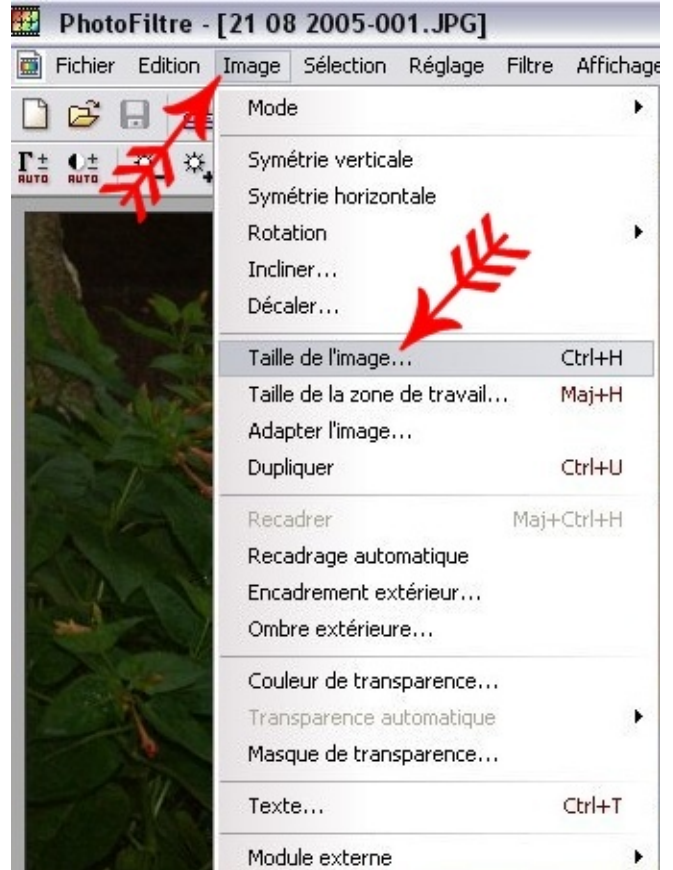 PhotoFiltre - [21 08 2005-001.JPG]
Fichier Edition Image Sélection Réglage Filtre Affichage
AUTO AUTO
Mode
Symétrie verticale
Symétrie horizontale
Rotation
Incliner...
Décaler...
Taille de l'image... Ctrl+H
Taille de la zone de travail... Maj+H
Adapter l'image...
Dupliquer Ctrl+U
Recadrer Maj+Ctrl+H
Recadrage automatique
Encadrement extérieur...
Ombre extérieure...
Couleur de transparence...
Transparence automatique
Masque de transparence...
Texte... Ctrl+T
Module externe